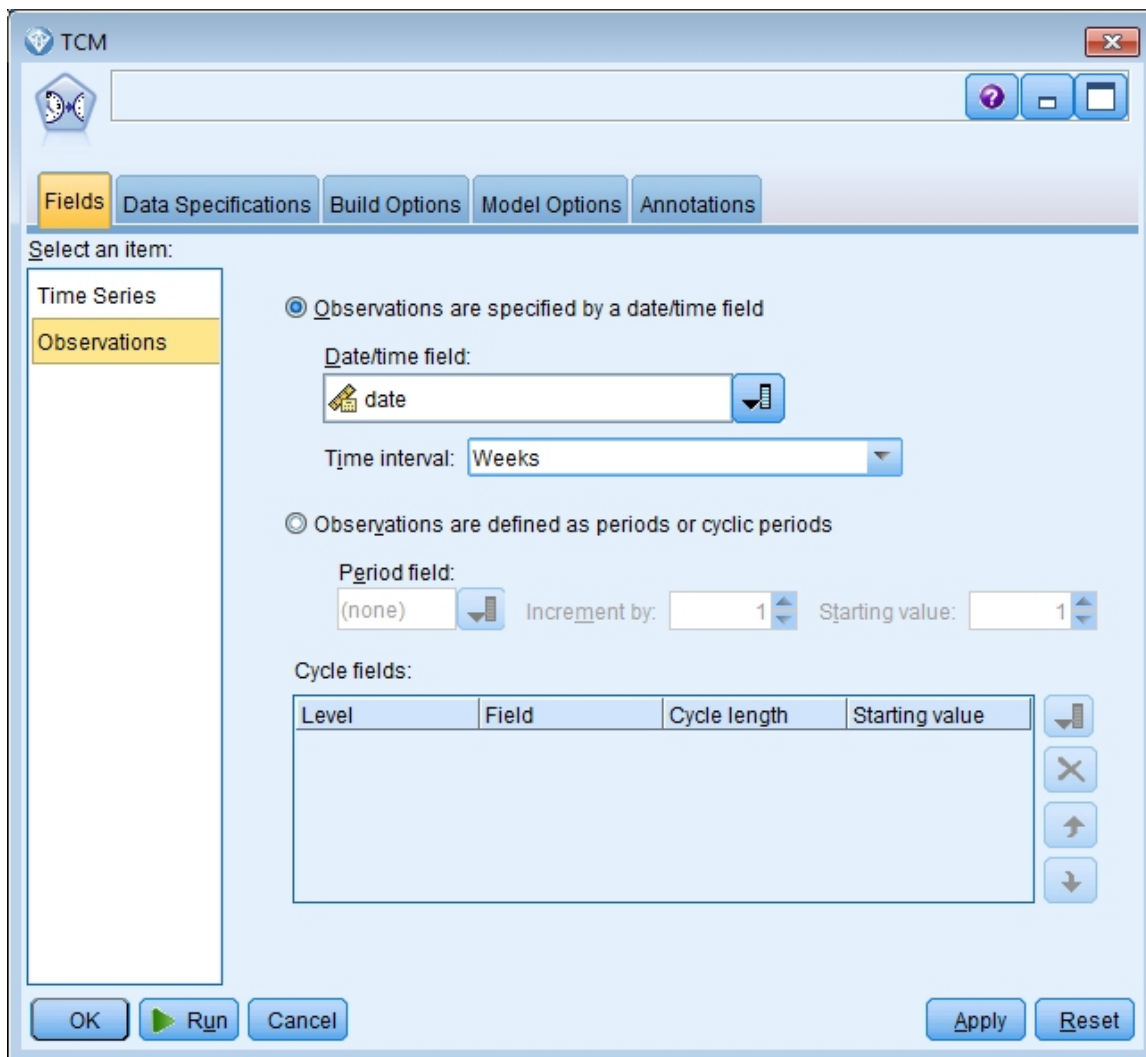 TCM
Fields Data Specifications Build Options Model Options Annotations
Select an item:
Time Series
Observations
Observations are specified by a date/time field
Date/time field:
date
Time interval: Weeks
Observations are defined as periods or cyclic periods
Period field:
(none) Increment by: 1 Starting value: 1
Cycle fields:
Level Field Cycle length Starting value
OK Run Cancel Apply Reset